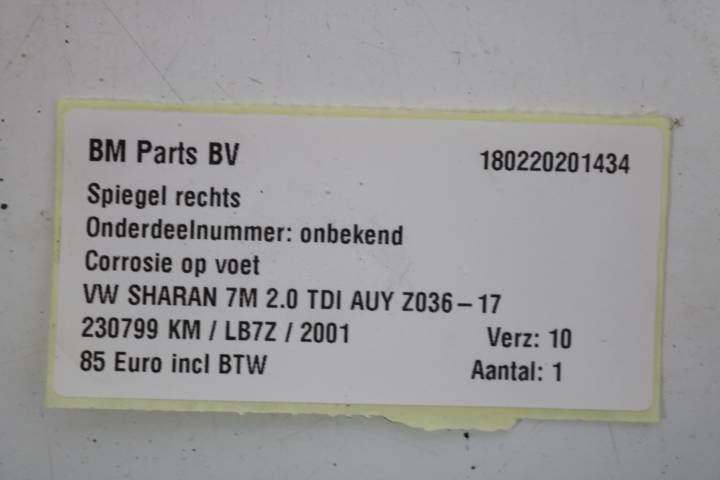 BM Parts BV 180220201434
Spiegel rechts
Onderdeelnummer: onbekend
Corrosie op voet
VW SHARAN 7M 2.0 TDI AUY Z036-17
230799 KM / LB7Z / 2001 Verz: 10
85 Euro incl BTW Aantal: 1